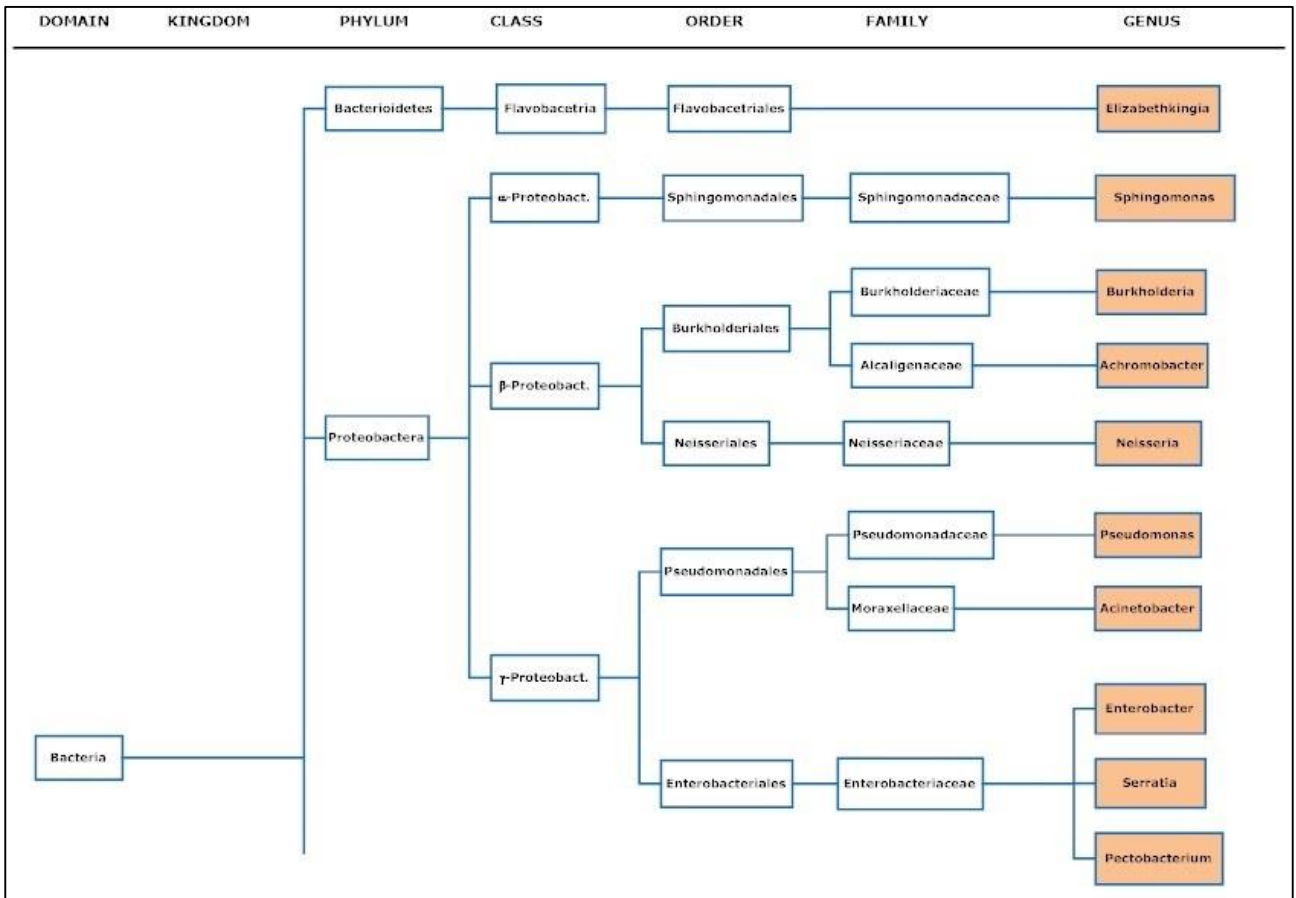 DOMAIN KINGDOM PHYLUM CLASS ORDER FAMILY GENUS
Bacterioidetes Flavobacetria Flavobacetriales Elizabethkingia
α-Proteobact. Sphingomonadales Sphingomonadaceae Sphingomonas
Burkholderiaceae Burkholderia
Burkholderiales
Alcaligenaceae Achromobacter
β-Proteobact.
Proteobactera
Neisseriales Neisseriaceae Neisseria
Pseudomonadaceae Pseudomonas
Pseudomonadales
Moraxellaceae Acinetobacter
γ-Proteobact.
Enterobacter
Bacteria
Enterobacteriales Enterobacteriaceae Serratia
Pectobacterium